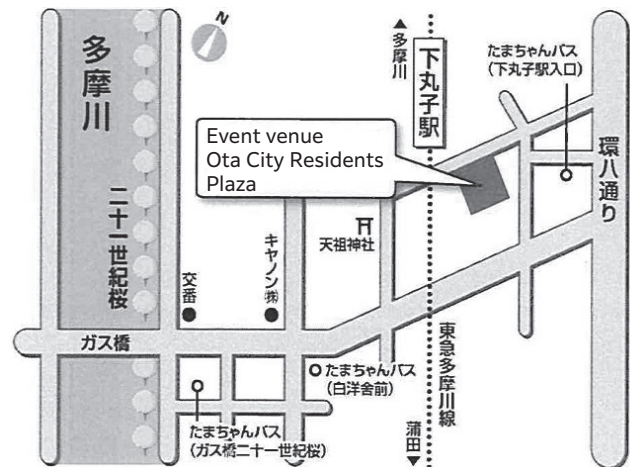 多摩川
二十一世紀桜
N
▲多摩川
下丸子駅
たまちゃんバス
(下丸子駅入口)
環八通り
Event venue
Ota City Residents
Plaza
天祖神社
キヤノン㈱
交番
ガス橋
東急多摩川線
たまちゃんバス
(白洋舎前)
たまちゃんバス
(ガス橋二十一世紀桜)
蒲田▼